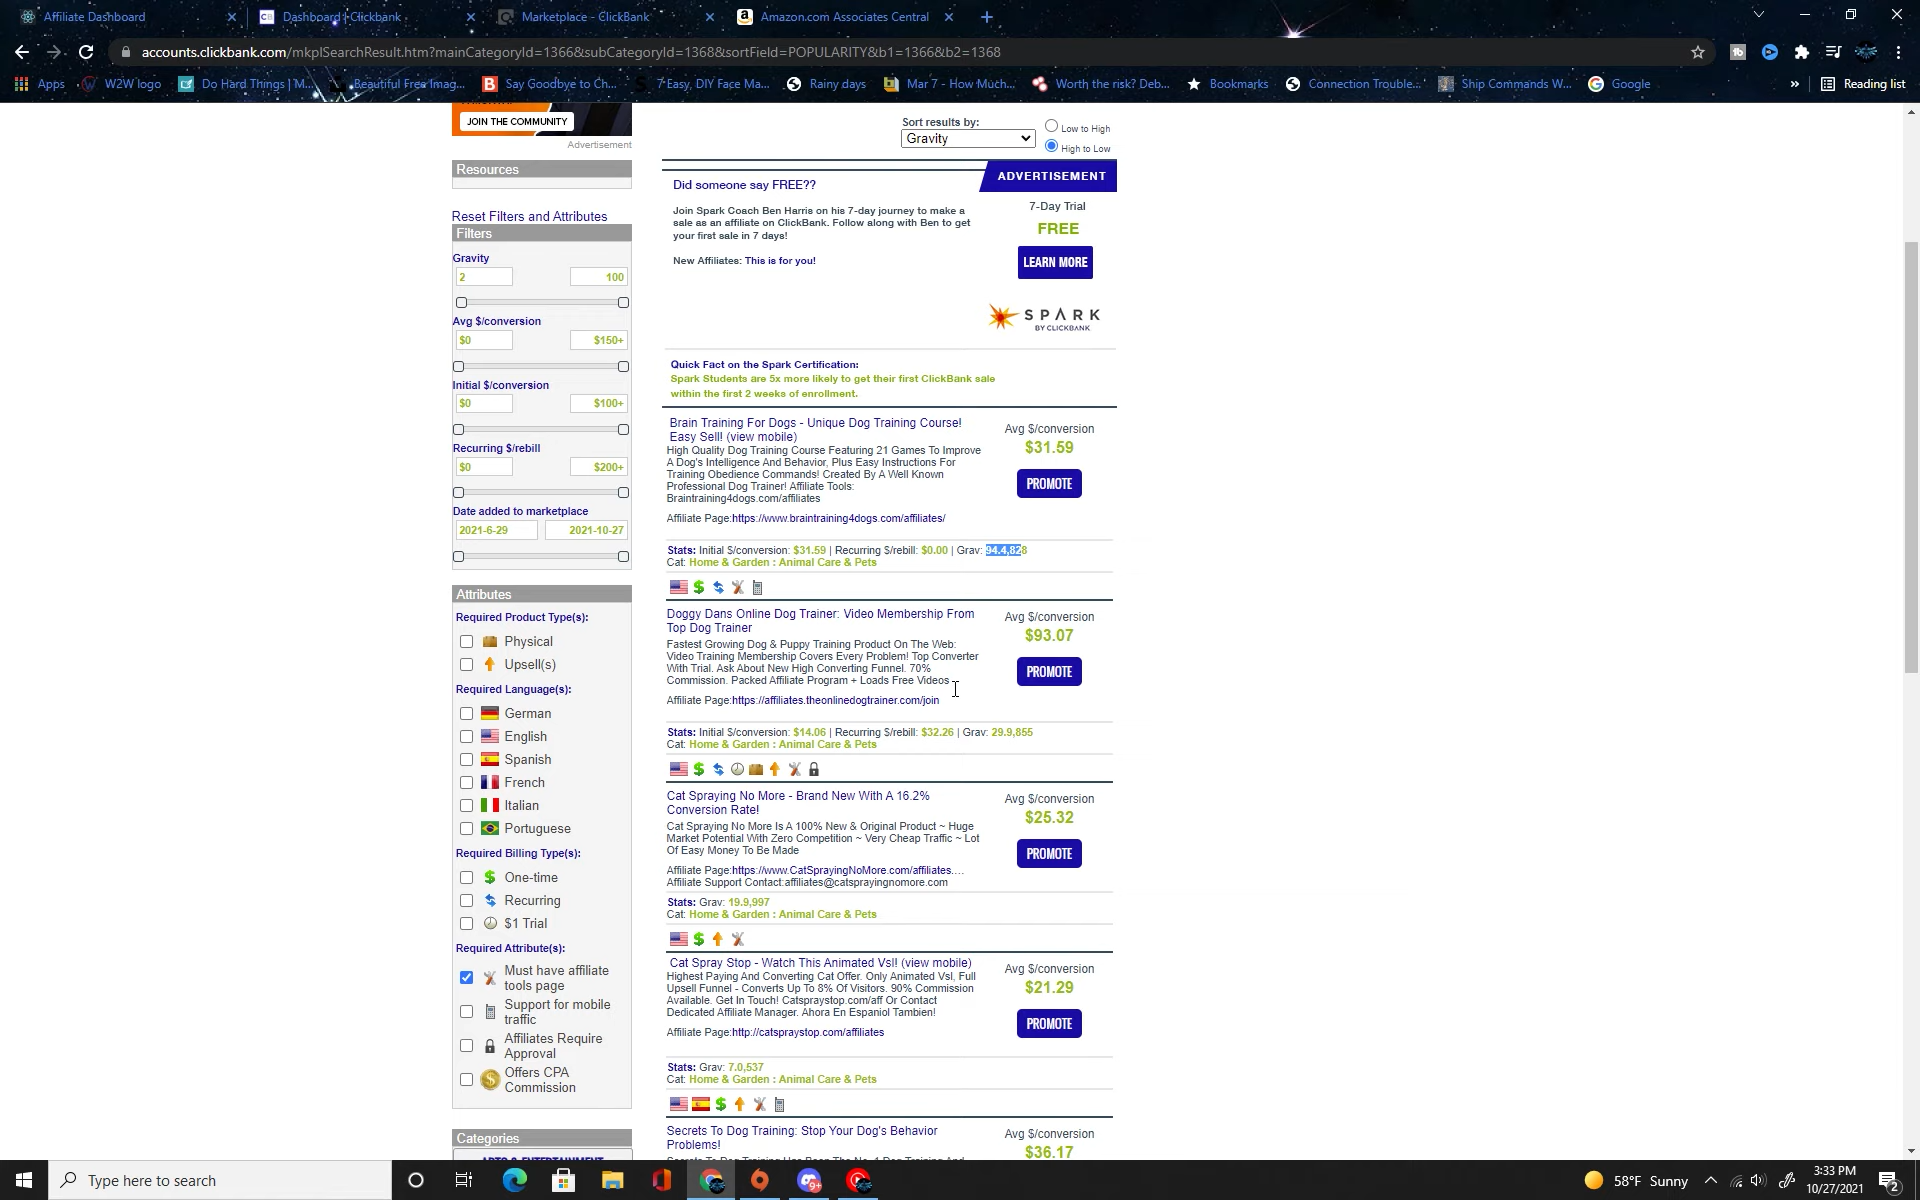 Affiliate Dashboard
Dashboard | Clickbank
Marketplace - ClickBank
Amazon.com Associates Central
accounts.clickbank.com/mkplSearchResult.htm?mainCategoryId=1366&subCategoryId=1368&sortField=POPULARITY&b1=1366&b2=1368
Apps
W2W logo
Do Hard Things | M...
Beautiful Free Imag...
Say Goodbye to Ch...
7 Easy, DIY Face Ma...
Rainy days
Mar 7 - How Much...
Worth the risk? Deb...
Bookmarks
Connection Trouble...
Ship Commands W...
Google
»
Reading list
JOIN THE COMMUNITY
Advertisement
Resources
Reset Filters and Attributes
Filters
Gravity
2 100
Avg $/conversion
$0 $150+
Initial $/conversion
$0 $100+
Recurring $/rebill
$0 $200+
Date added to marketplace
2021-6-29 2021-10-27
Attributes
Required Product Type(s):
Physical
Upsell(s)
Required Language(s):
German
English
Spanish
French
Italian
Portuguese
Required Billing Type(s):
One-time
Recurring
$1 Trial
Required Attribute(s):
Must have affiliate
tools page
Support for mobile
traffic
Affiliates Require
Approval
Offers CPA
Commission
Categories
ARTS & ENTERTAINMENT
Sort results by:
Gravity
Low to High
High to Low
ADVERTISEMENT
Did someone say FREE??
Join Spark Coach Ben Harris on his 7-day journey to make a
sale as an affiliate on ClickBank. Follow along with Ben to get
your first sale in 7 days!
New Affiliates: This is for you!
7-Day Trial
FREE
LEARN MORE
SPARK
BY CLICKBANK
Quick Fact on the Spark Certification:
Spark Students are 5x more likely to get their first ClickBank sale
within the first 2 weeks of enrollment.
Brain Training For Dogs - Unique Dog Training Course!
Easy Sell! (view mobile)
High Quality Dog Training Course Featuring 21 Games To Improve
A Dog's Intelligence And Behavior, Plus Easy Instructions For
Training Obedience Commands! Created By A Well Known
Professional Dog Trainer! Affiliate Tools:
Braintraining4dogs.com/affiliates
Affiliate Page:https://www.braintraining4dogs.com/affiliates/
Avg $/conversion
$31.59
PROMOTE
Stats: Initial $/conversion: $31.59 | Recurring $/rebill: $0.00 | Grav: 94.4,828
Cat: Home & Garden : Animal Care & Pets
Doggy Dans Online Dog Trainer: Video Membership From
Top Dog Trainer
Fastest Growing Dog & Puppy Training Product On The Web:
Video Training Membership Covers Every Problem! Top Converter
With Trial. Ask About New High Converting Funnel. 70%
Commission. Packed Affiliate Program + Loads Free Videos
Affiliate Page:https://affiliates.theonlinedogtrainer.com/join
Avg $/conversion
$93.07
PROMOTE
Stats: Initial $/conversion: $14.06 | Recurring $/rebill: $32.26 | Grav: 29.9,855
Cat: Home & Garden : Animal Care & Pets
Cat Spraying No More - Brand New With A 16.2%
Conversion Rate!
Cat Spraying No More Is A 100% New & Original Product ~ Huge
Market Potential With Zero Competition ~ Very Cheap Traffic ~ Lot
Of Easy Money To Be Made
Affiliate Page:https://www.CatSprayingNoMore.com/affiliates....
Affiliate Support Contact:affiliates@catsprayingnomore.com
Avg $/conversion
$25.32
PROMOTE
Stats: Grav: 19.9,997
Cat: Home & Garden : Animal Care & Pets
Cat Spray Stop - Watch This Animated Vsl! (view mobile)
Highest Paying And Converting Cat Offer. Only Animated Vsl, Full
Upsell Funnel - Converts Up To 8% Of Visitors. 90% Commission
Available. Get In Touch! Catspraystop.com/aff Or Contact
Dedicated Affiliate Manager. Ahora En Espaniol Tambien!
Affiliate Page:http://catspraystop.com/affiliates
Avg $/conversion
$21.29
PROMOTE
Stats: Grav: 7.0,537
Cat: Home & Garden : Animal Care & Pets
Secrets To Dog Training: Stop Your Dog's Behavior
Problems!
Avg $/conversion
$36.17
Type here to search
9+
58°F Sunny
3:33 PM
10/27/2021
2